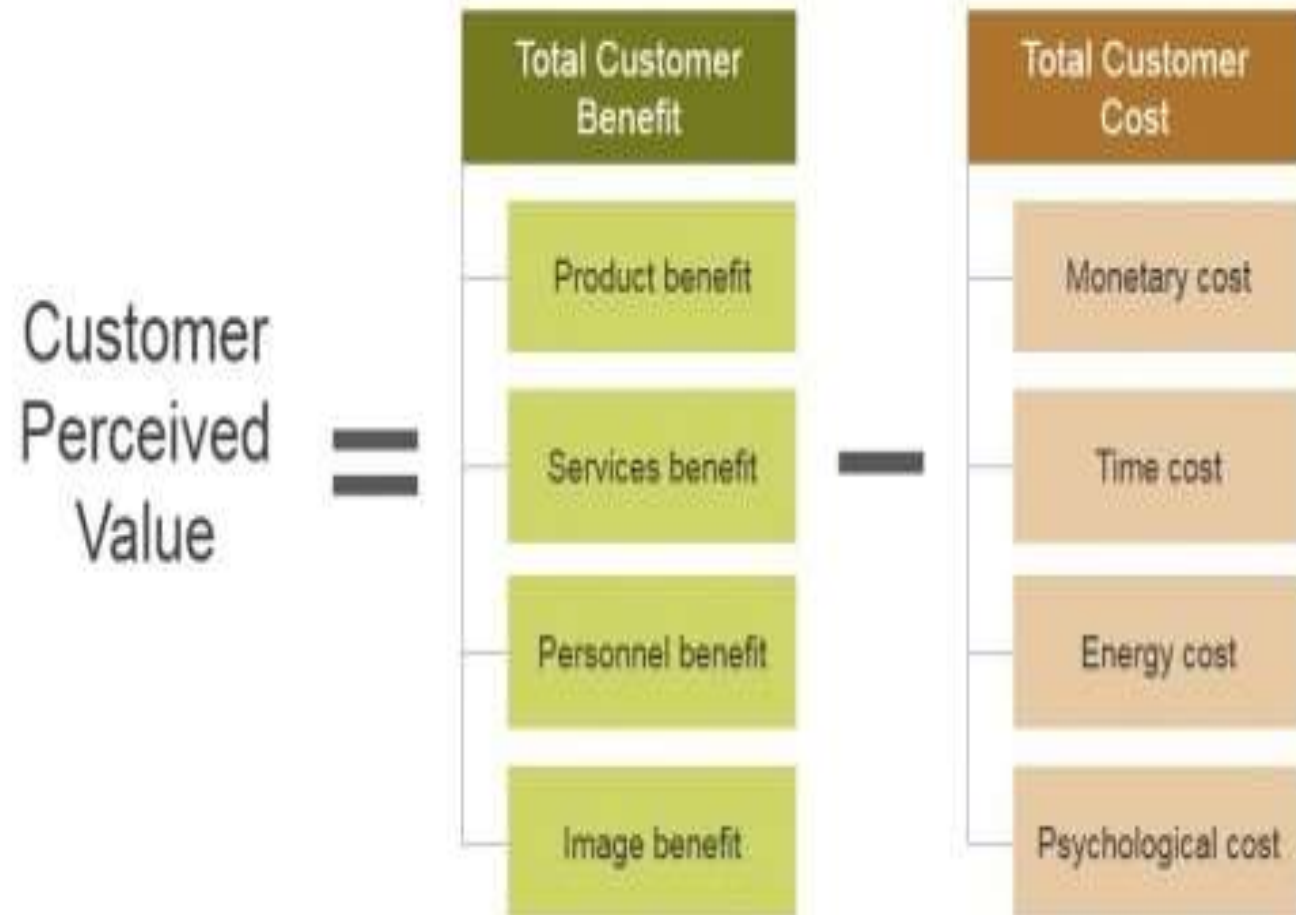 Customer
Perceived
Value
=
Total Customer
Benefit
Product benefit
Services benefit
Personnel benefit
Image benefit
−
Total Customer
Cost
Monetary cost
Time cost
Energy cost
Psychological cost